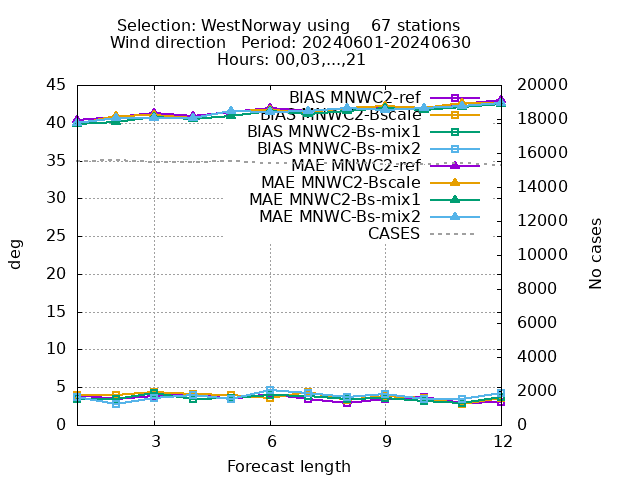 Selection: WestNorway using    67 stations
Wind direction   Period: 20240601-20240630
Hours: 00,03,...,21
45
40
35
30
25
20
15
10
5
0
deg
BIAS MNWC2-ref
BIAS MNWC2-Bscale
BIAS MNWC2-Bs-mix1
BIAS MNWC-Bs-mix2
MAE MNWC2-ref
MAE MNWC2-Bscale
MAE MNWC2-Bs-mix1
MAE MNWC-Bs-mix2
CASES
20000
18000
16000
14000
12000
10000
8000
6000
4000
2000
0
No cases
3
6
9
12
Forecast length